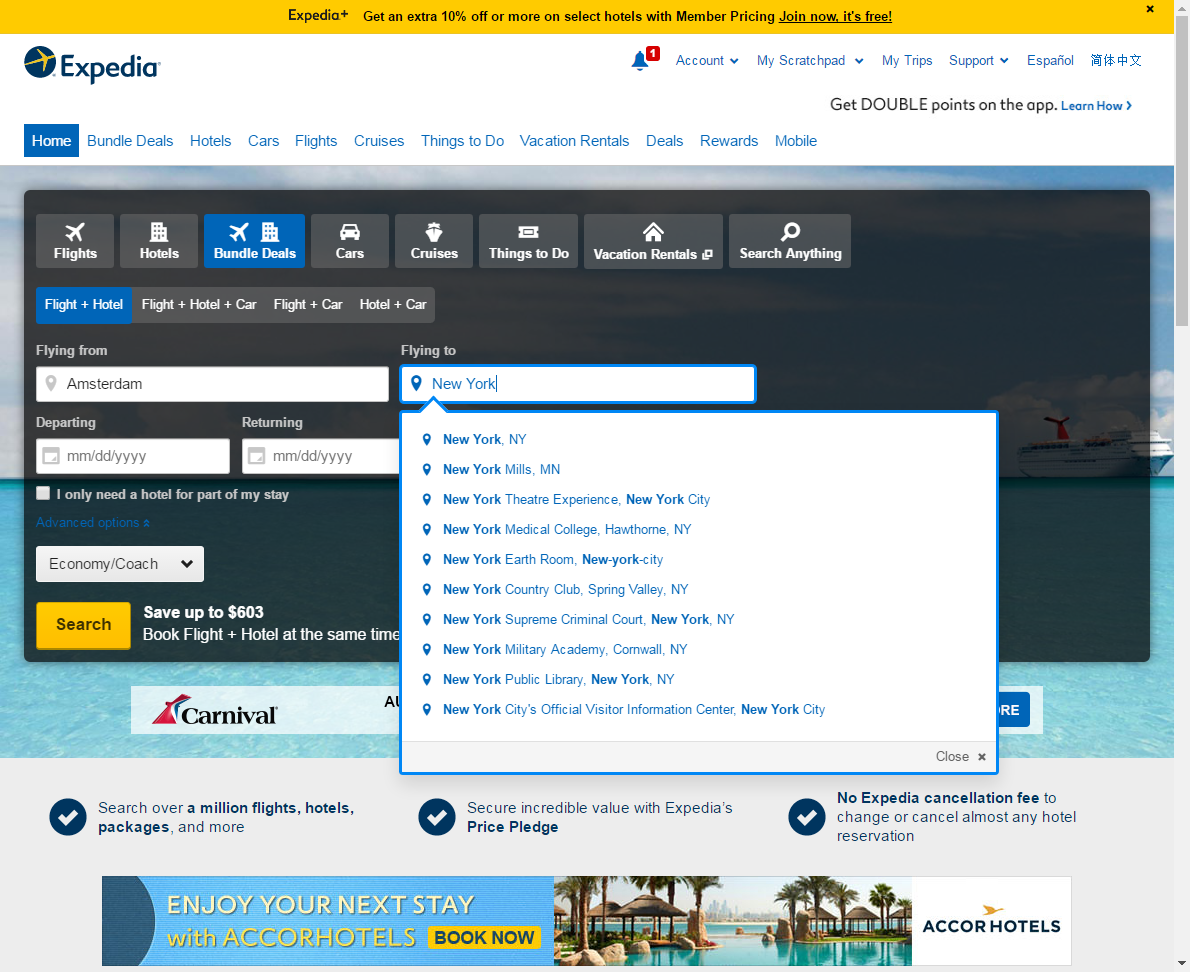 Expedia+ Get an extra 10% off or more on select hotels with Member Pricing Join now, it's free!
Expedia
1
Account My Scratchpad My Trips Support Español 简体中文
Get DOUBLE points on the app. Learn How
Home Bundle Deals Hotels Cars Flights Cruises Things to Do Vacation Rentals Deals Rewards Mobile
Flights Hotels Bundle Deals Cars Cruises Things to Do Vacation Rentals Search Anything
Flight + Hotel Flight + Hotel + Car Flight + Car Hotel + Car
Flying from Flying to
Amsterdam New York
Departing Returning
mm/dd/yyyy mm/dd/yyyy
I only need a hotel for part of my stay
Advanced options
Economy/Coach
Search
Save up to $603
Book Flight + Hotel at the same time
New York, NY
New York Mills, MN
New York Theatre Experience, New York City
New York Medical College, Hawthorne, NY
New York Earth Room, New-york-city
New York Country Club, Spring Valley, NY
New York Supreme Criminal Court, New York, NY
New York Military Academy, Cornwall, NY
New York Public Library, New York, NY
New York City's Official Visitor Information Center, New York City
Close
Carnival AU ORE
Search over a million flights, hotels,
packages, and more
Secure incredible value with Expedia’s
Price Pledge
No Expedia cancellation fee to
change or cancel almost any hotel
reservation
ENJOY YOUR NEXT STAY
with ACCORHOTELS BOOK NOW
ACCORHOTELS